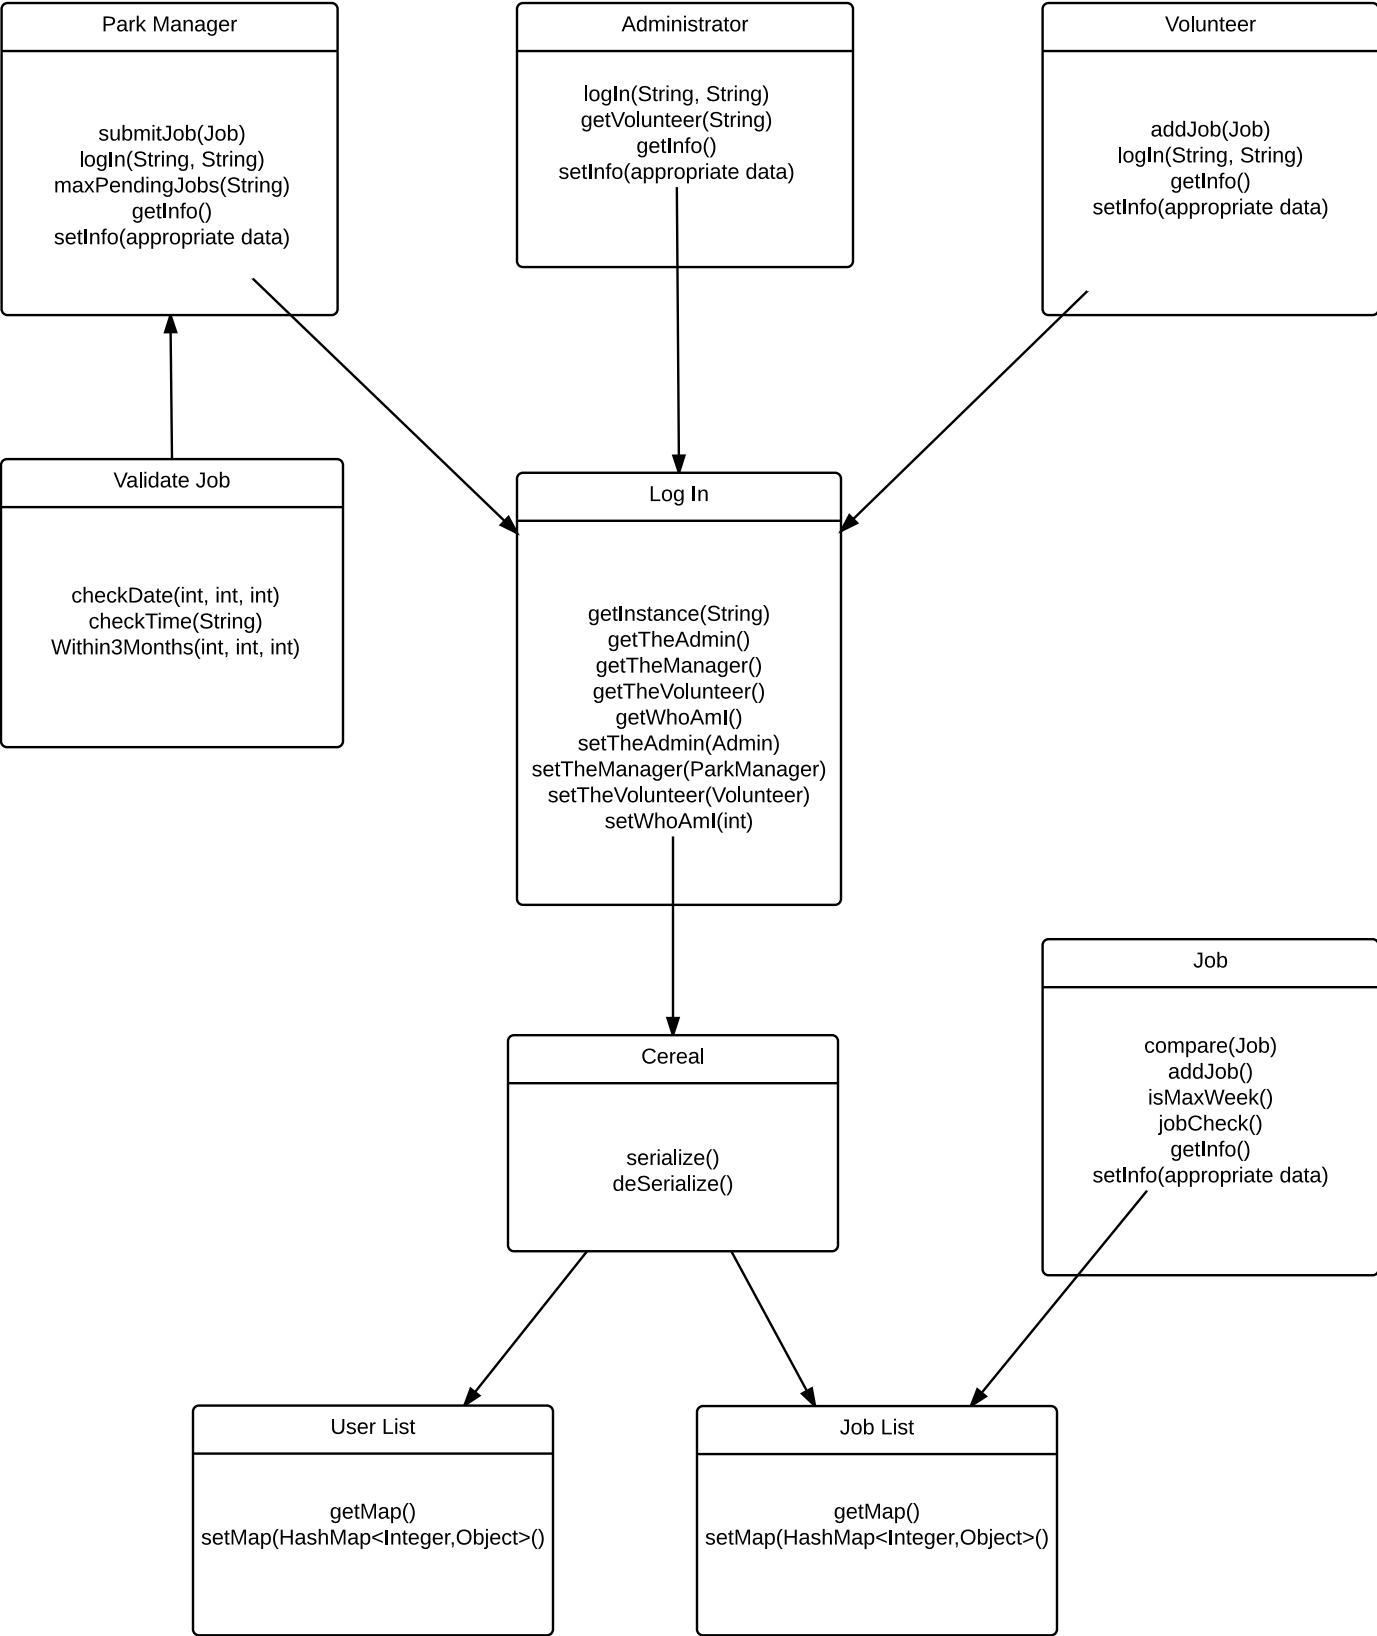 Park Manager
submitJob(Job)
logIn(String, String)
maxPendingJobs(String)
getInfo()
setInfo(appropriate data)
Administrator
logIn(String, String)
getVolunteer(String)
getInfo()
setInfo(appropriate data)
Volunteer
addJob(Job)
logIn(String, String)
getInfo()
setInfo(appropriate data)
Validate Job
checkDate(int, int, int)
checkTime(String)
Within3Months(int, int, int)
Log In
getInstance(String)
getTheAdmin()
getTheManager()
getTheVolunteer()
getWhoAmI()
setTheAdmin(Admin)
setTheManager(ParkManager)
setTheVolunteer(Volunteer)
setWhoAmI(int)
Job
compare(Job)
addJob()
isMaxWeek()
jobCheck()
getInfo()
setInfo(appropriate data)
Cereal
serialize()
deSerialize()
User List
getMap()
setMap(HashMap<Integer,Object>()
Job List
getMap()
setMap(HashMap<Integer,Object>()